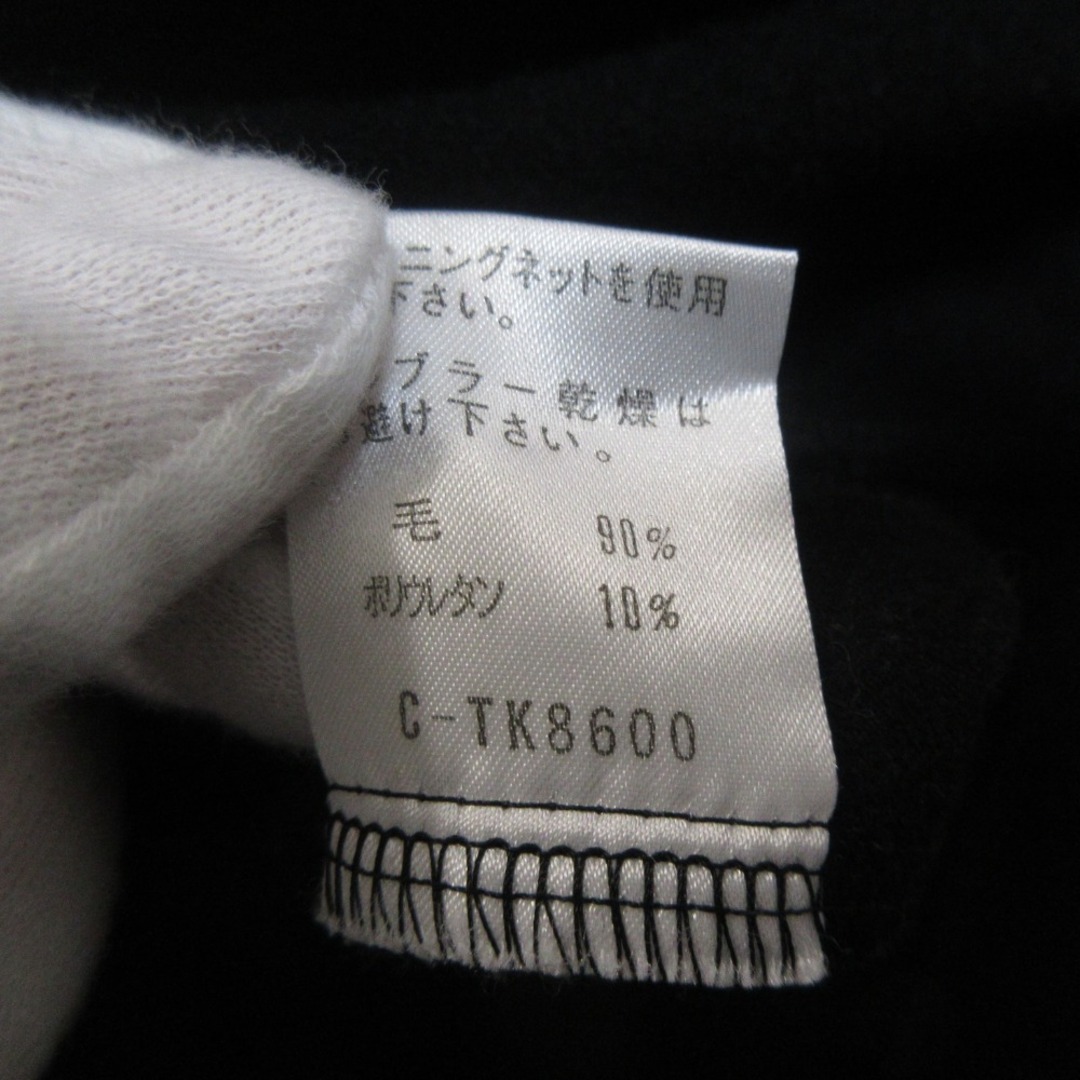 ニングネットを使用
下さい。
ブラー乾燥は
避け下さい。
毛 90%
ポリウレタン 10%
C-TK8600